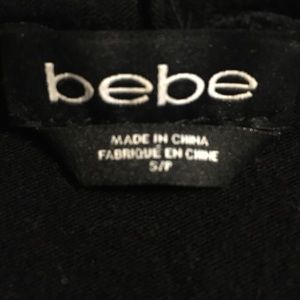 bebe
MADE IN CHINA
FABRIQUÉ EN CHINE
S/P